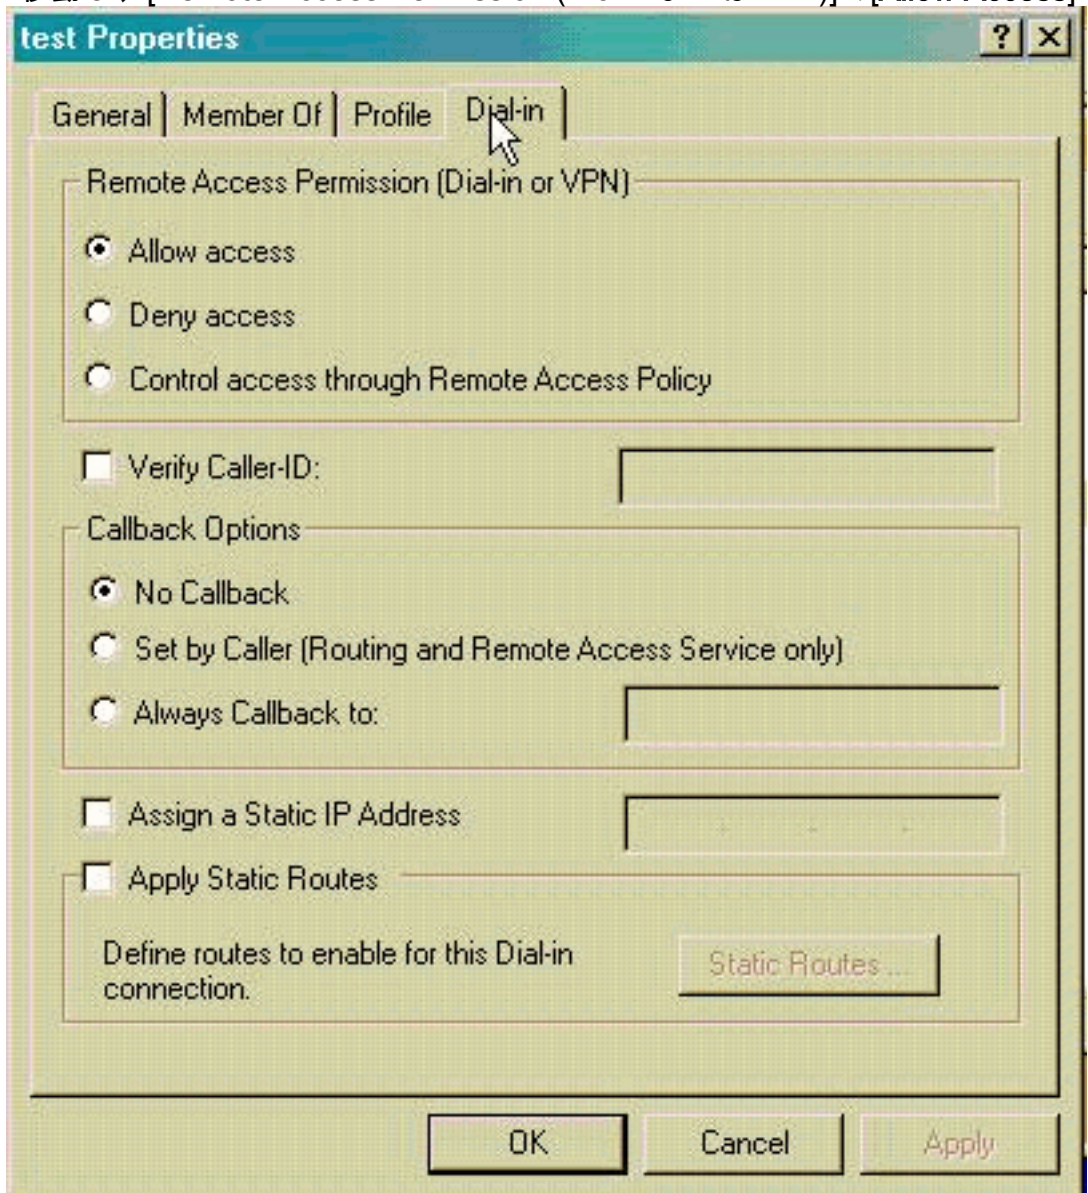 test Properties
General
Member Of
Profile
Dial-in
Remote Access Permission (Dial-in or VPN)
Allow access
Deny access
Control access through Remote Access Policy
Verify Caller-ID:
Callback Options
No Callback
Set by Caller (Routing and Remote Access Service only)
Always Callback to:
Assign a Static IP Address
Apply Static Routes
Define routes to enable for this Dial-in
connection.
Static Routes ...
OK
Cancel
Apply